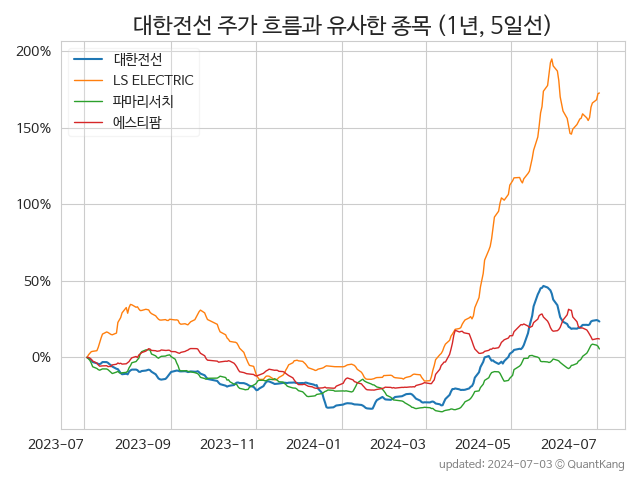 대한전선 주가 흐름과 유사한 종목 (1년, 5일선)
대한전선
LS ELECTRIC
파마리서치
에스티팜
200%
150%
100%
50%
0%
2023-07 2023-09 2023-11 2024-01 2024-03 2024-05 2024-07
updated: 2024-07-03 © QuantKang